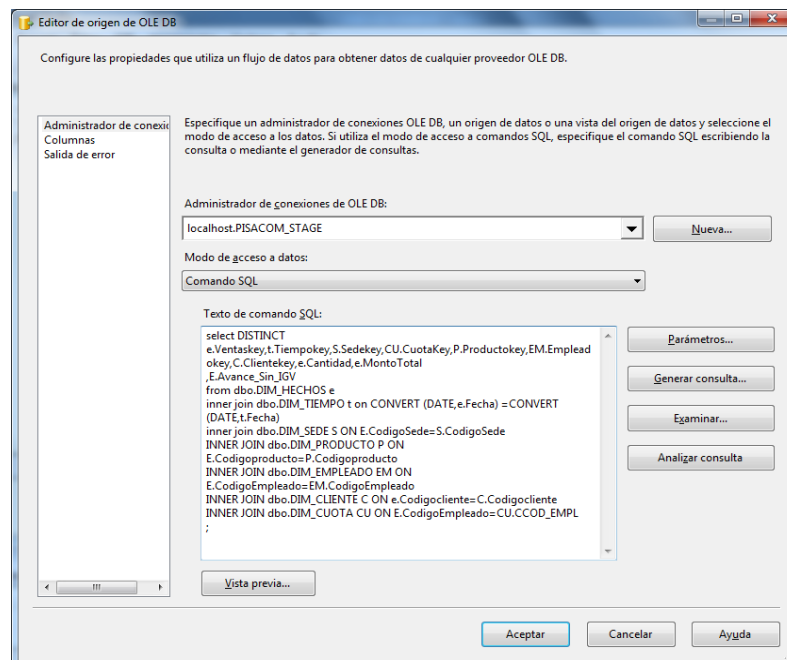 Editor de origen de OLE DB
Configure las propiedades que utiliza un flujo de datos para obtener datos de cualquier proveedor OLE DB.
Administrador de conexic
Columnas
Salida de error
Especifique un administrador de conexiones OLE DB, un origen de datos o una vista del origen de datos y seleccione el
modo de acceso a los datos. Si utiliza el modo de acceso a comandos SQL, especifique el comando SQL escribiendo la
consulta o mediante el generador de consultas.
Administrador de conexiones de OLE DB:
localhost.PISACOM_STAGE
Nueva...
Modo de acceso a datos:
Comando SQL
Texto de comando SQL:
select DISTINCT
e.Ventaskey,t.Tiempokey,S.Sedekey,CU.CuotaKey,P.Productokey,EM.Emplead
okey,C.Clientekey,e.Cantidad,e.MontoTotal
,E.Avance_Sin_IGV
from dbo.DIM_HECHOS e
inner join dbo.DIM_TIEMPO t on CONVERT (DATE,e.Fecha) =CONVERT
(DATE,t.Fecha)
inner join dbo.DIM_SEDE S ON E.CodigoSede=S.CodigoSede
INNER JOIN dbo.DIM_PRODUCTO P ON
E.Codigoproducto=P.Codigoproducto
INNER JOIN dbo.DIM_EMPLEADO EM ON
E.CodigoEmpleado=EM.CodigoEmpleado
INNER JOIN dbo.DIM_CLIENTE C ON e.Codigocliente=C.Codigocliente
INNER JOIN dbo.DIM_CUOTA CU ON E.CodigoEmpleado=CU.CCOD_EMPL
;
Parámetros...
Generar consulta...
Examinar...
Analizar consulta
Vista previa...
Aceptar
Cancelar
Ayuda